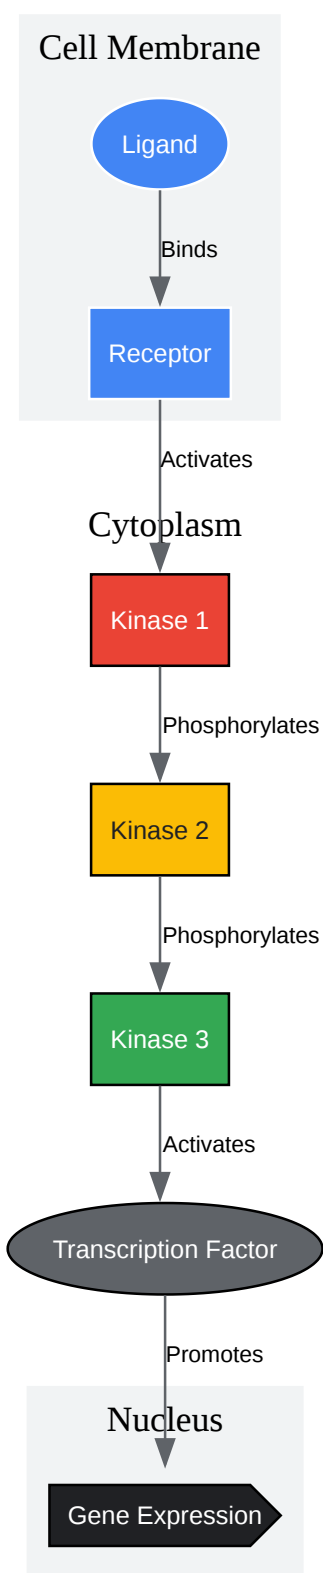 Cell Membrane
Ligand
Binds
Receptor
Activates
Cytoplasm
Kinase 1
Phosphorylates
Kinase 2
Phosphorylates
Kinase 3
Activates
Transcription Factor
Promotes
Nucleus
Gene Expression